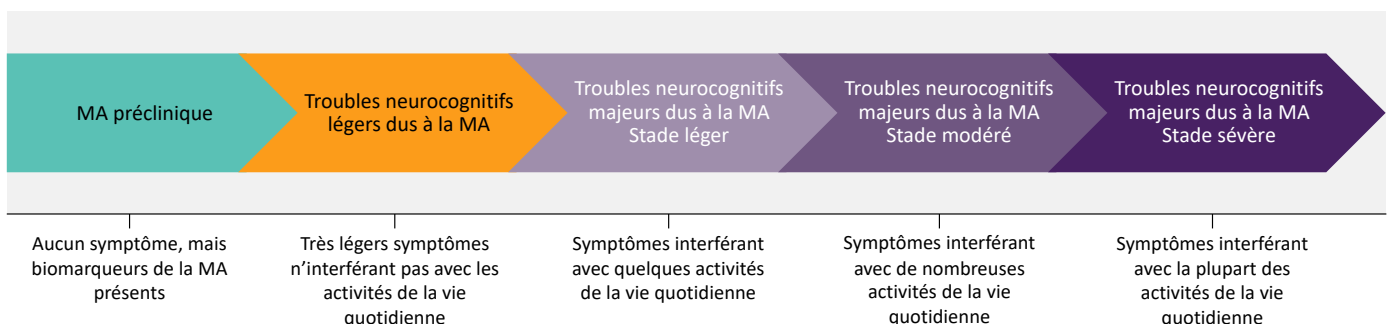 MA préclinique
Troubles neurocognitifs
légers dus à la MA
Troubles neurocognitifs
majeurs dus à la MA
Stade léger
Troubles neurocognitifs
majeurs dus à la MA
Stade modéré
Troubles neurocognitifs
majeurs dus à la MA
Stade sévère
Aucun symptôme, mais
biomarqueurs de la MA
présents
Très légers symptômes
n’interférant pas avec les
activités de la vie
quotidienne
Symptômes interférant
avec quelques activités
de la vie quotidienne
Symptômes interférant
avec de nombreuses
activités de la vie
quotidienne
Symptômes interférant
avec la plupart des
activités de la vie
quotidienne